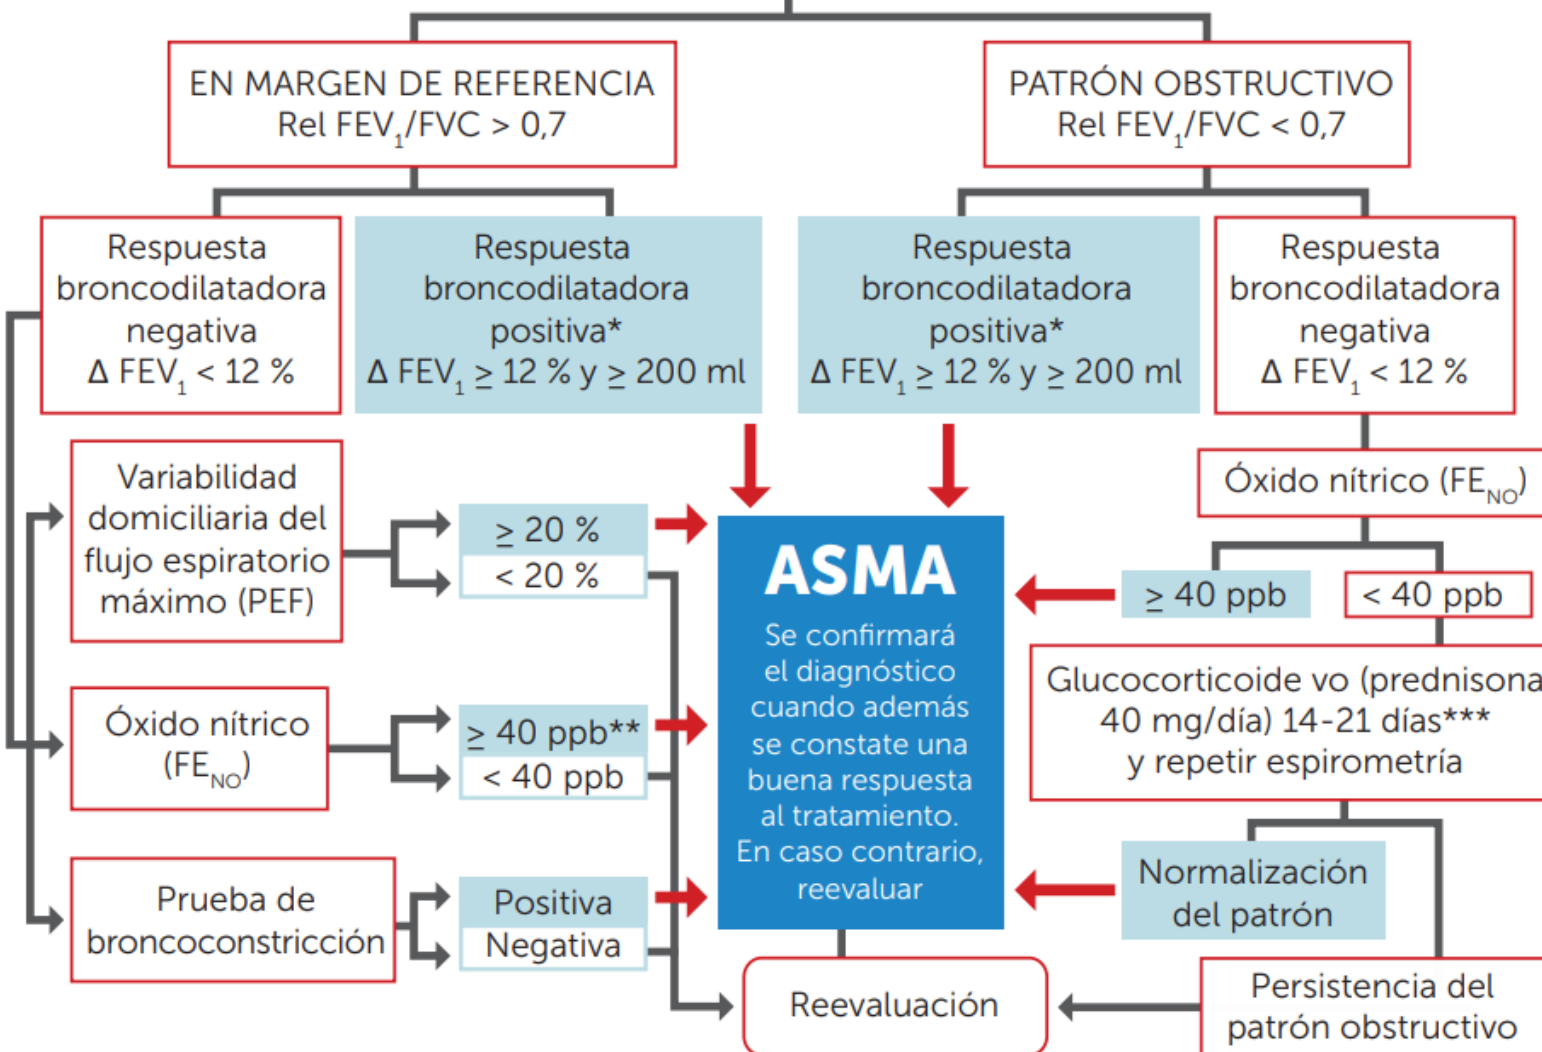 EN MARGEN DE REFERENCIA
Rel FEV₁/FVC > 0,7
PATRÓN OBSTRUCTIVO
Rel FEV₁/FVC < 0,7
Respuesta
broncodilatadora
negativa
Δ FEV₁ < 12 %
Respuesta
broncodilatadora
positiva*
Δ FEV₁ ≥ 12 % y ≥ 200 ml
Respuesta
broncodilatadora
positiva*
Δ FEV₁ ≥ 12 % y ≥ 200 ml
Respuesta
broncodilatadora
negativa
Δ FEV₁ < 12 %
Variabilidad
domiciliaria del
flujo espiratorio
máximo (PEF)
≥ 20 %
< 20 %
Óxido nítrico
(FE_NO)
≥ 40 ppb**
< 40 ppb
Prueba de
broncoconstricción
Positiva
Negativa
ASMA
Se confirmará
el diagnóstico
cuando además
se constate una
buena respuesta
al tratamiento.
En caso contrario,
reevaluar
Óxido nítrico (FE_NO)
≥ 40 ppb
< 40 ppb
Glucocorticoide vo (prednisona
40 mg/día) 14-21 días***
y repetir espirometría
Normalización
del patrón
Persistencia del
patrón obstructivo
Reevaluación